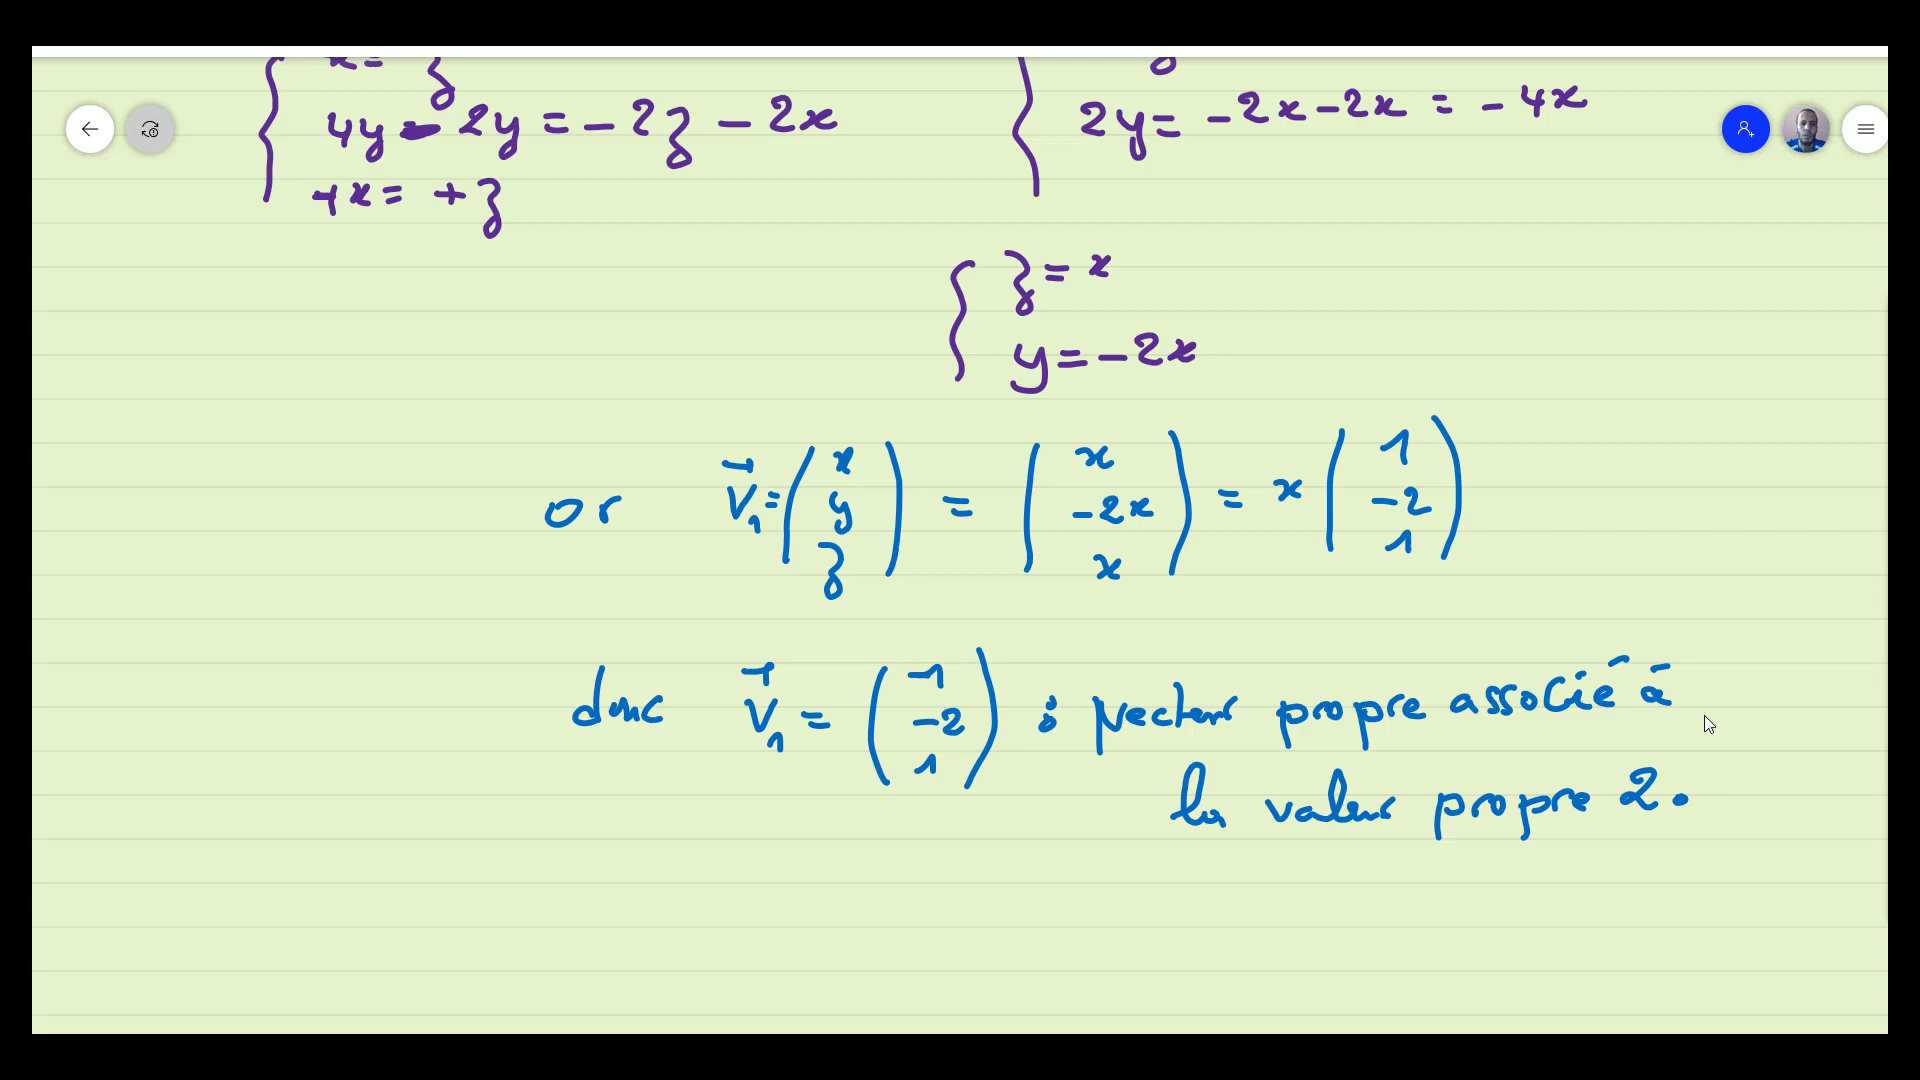 x = z
4y = 2y = -2z - 2x
+x = +z
2y = -2x - 2x = -4x
z = x
y = -2x
or V₁ = (x y z) = (x -2x x) = x (1 -2 1)
donc V₁ = (1 -2 1) : vecteur propre associé à
la valeur propre 2.